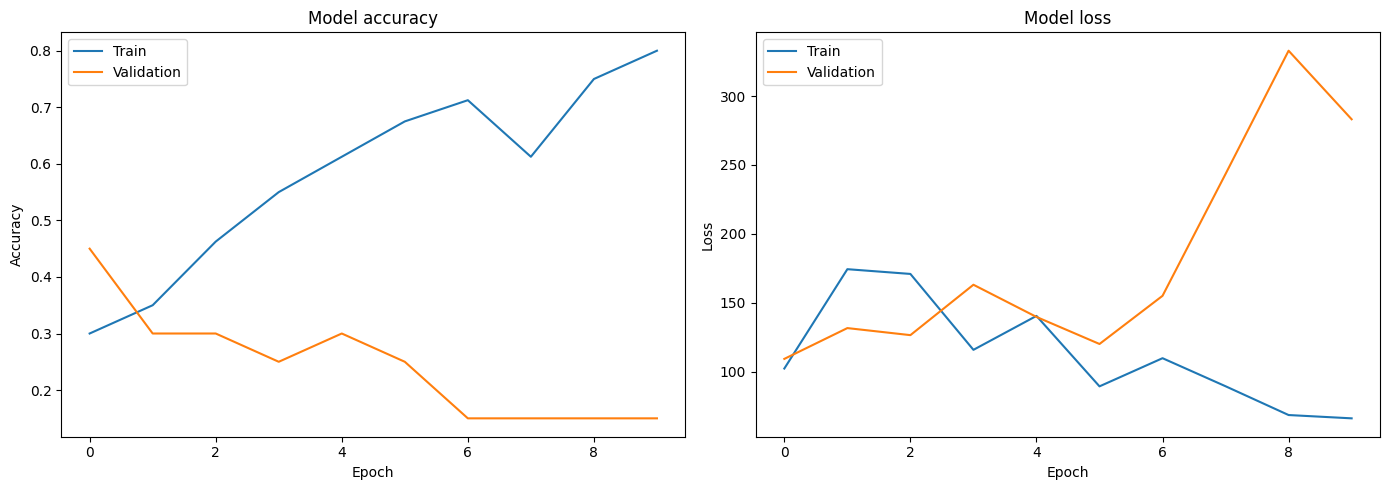 Model accuracy
Train
Validation
0.8
0.7
0.6
0.5
0.4
0.3
0.2
Accuracy
0 2 4 6 8
Epoch
Model loss
Train
Validation
300
250
200
150
100
Loss
0 2 4 6 8
Epoch